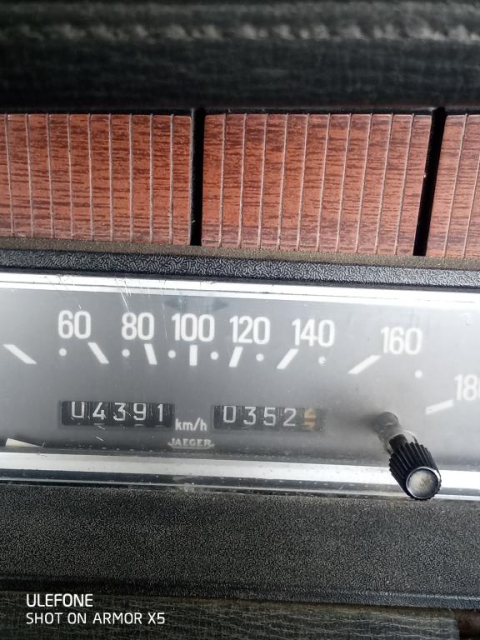 60 80 100 120 140 160 18
04391 km/h 0352
JAEGER
ULEFONE
SHOT ON ARMOR X5